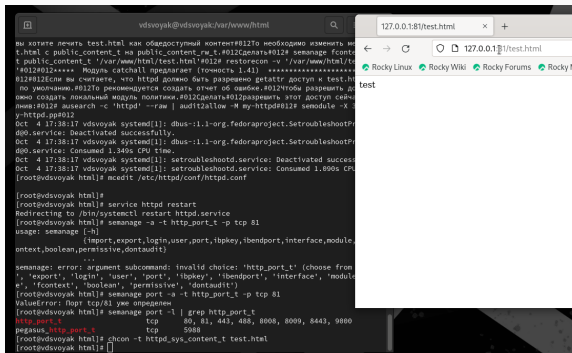 vdsvoyak@vdsvoyak:/var/www/html
вы хотите лечить test.html как общедоступный контент#012То необходимо изменить ме
t.html с public_content_t на public_content_rw_t.#012Сделать#012# semanage fconte
t public_content_t '/var/www/html/test.html'#012# restorecon -v '/var/www/html/t
'#012#012***** Модуль catchall предлагает (точность 1.41) ********************
#012#012Если вы считаете, что httpd должно быть разрешено getattr доступ к test.ht
по умолчанию.#012То рекомендуется создать отчет об ошибке.#012Чтобы разрешить до
ожно создать локальный модуль политики.#012Сделать#012разрешить этот доступ сейча
лнив:#012# ausearch -c 'httpd' --raw | audit2allow -M my-httpd#012# semodule -X 3
y-httpd.pp#012
Oct 4 17:38:17 vdsvoyak systemd[1]: dbus-:1.1-org.fedoraproject.SetroubleshootPr
d@0.service: Deactivated successfully.
Oct 4 17:38:17 vdsvoyak systemd[1]: dbus-:1.1-org.fedoraproject.SetroubleshootPr
d@0.service: Consumed 1.349s CPU time.
Oct 4 17:38:17 vdsvoyak systemd[1]: setroubleshootd.service: Deactivated success
Oct 4 17:38:17 vdsvoyak systemd[1]: setroubleshootd.service: Consumed 1.090s CPU
[root@vdsvoyak html]# mcedit /etc/httpd/conf/httpd.conf
[root@vdsvoyak html]#
[root@vdsvoyak html]# service httpd restart
Redirecting to /bin/systemctl restart httpd.service
[root@vdsvoyak html]# semanage -a -t http_port_t -p tcp 81
usage: semanage [-h]
{import,export,login,user,port,ibpkey,ibendport,interface,module,
ontext,boolean,permissive,dontaudit}
...
semanage: error: argument subcommand: invalid choice: 'http_port_t' (choose from
', 'export', 'login', 'user', 'port', 'ibpkey', 'ibendport', 'interface', 'module
e', 'fcontext', 'boolean', 'permissive', 'dontaudit')
[root@vdsvoyak html]# semanage port -a -t http_port_t -p tcp 81
ValueError: Порт tcp/81 уже определен
[root@vdsvoyak html]# semanage port -l | grep http_port_t
http_port_t tcp 80, 81, 443, 488, 8008, 8009, 8443, 9000
pegasus_http_port_t tcp 5988
[root@vdsvoyak html]# chcon -t httpd_sys_content_t test.html
[root@vdsvoyak html]#
127.0.0.1:81/test.html
127.0.0.1:81/test.html
Rocky Linux Rocky Wiki Rocky Forums Rocky M
test